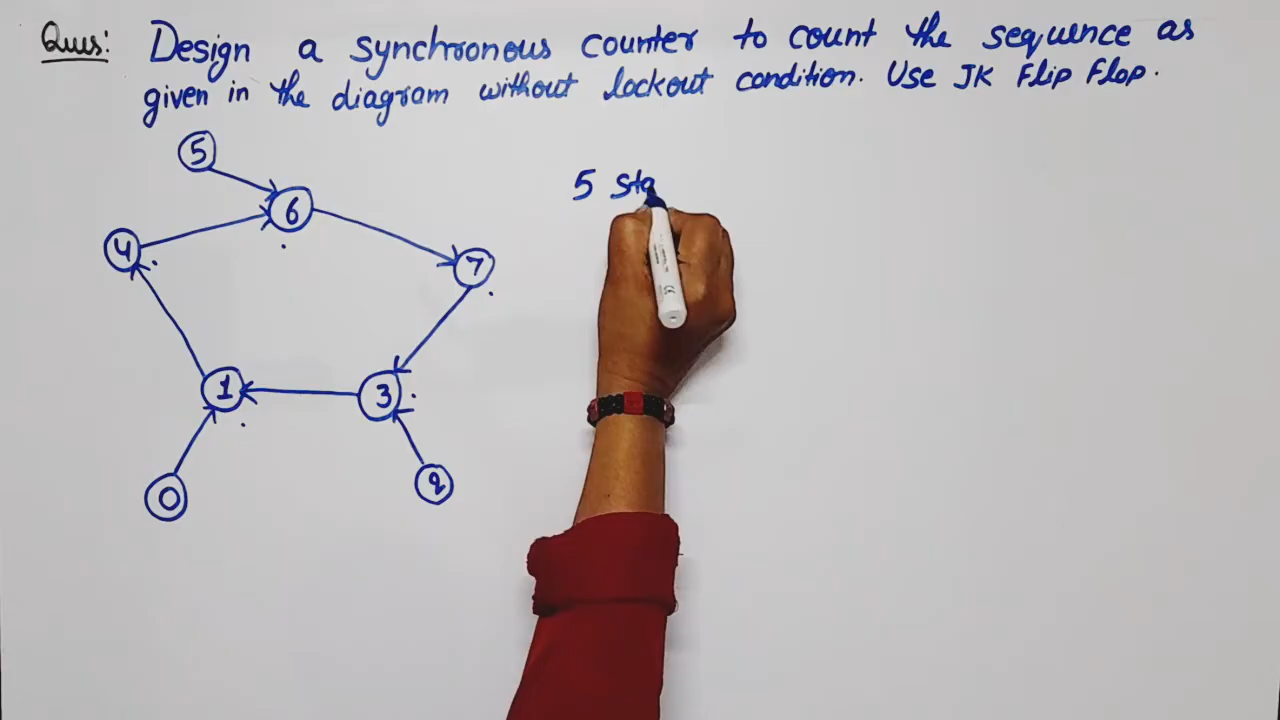 Ques: Design a synchronous counter to count the sequence as
given in the diagram without lockout condition. Use JK Flip Flop.
5
6
4
7
1
3
0
2
5 Sta